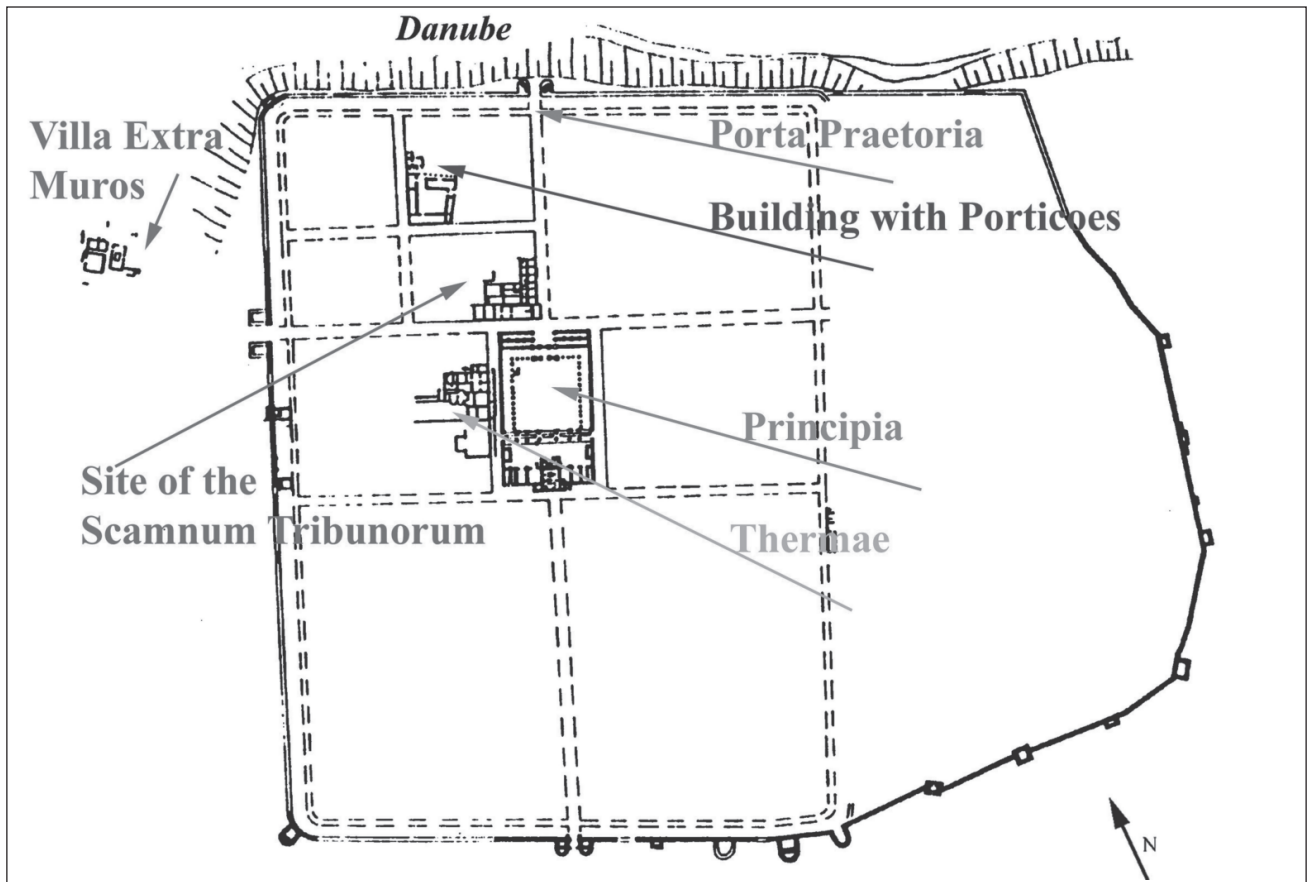 Danube
Villa Extra
Muros
Porta Praetoria
Building with Porticoes
Principia
Site of the
Scamnum Tribunorum
Thermae
N